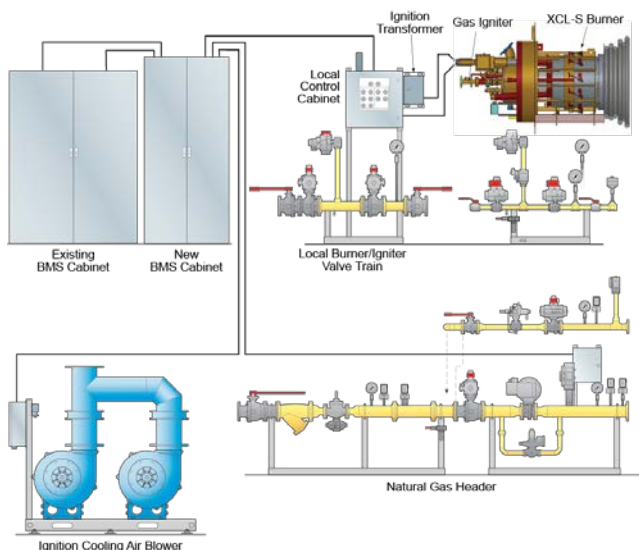 Ignition
Transformer
Gas Igniter
XCL-S Burner
Local
Control
Cabinet
Existing
BMS Cabinet
New
BMS Cabinet
Local Burner/Igniter
Valve Train
Natural Gas Header
Ignition Cooling Air Blower